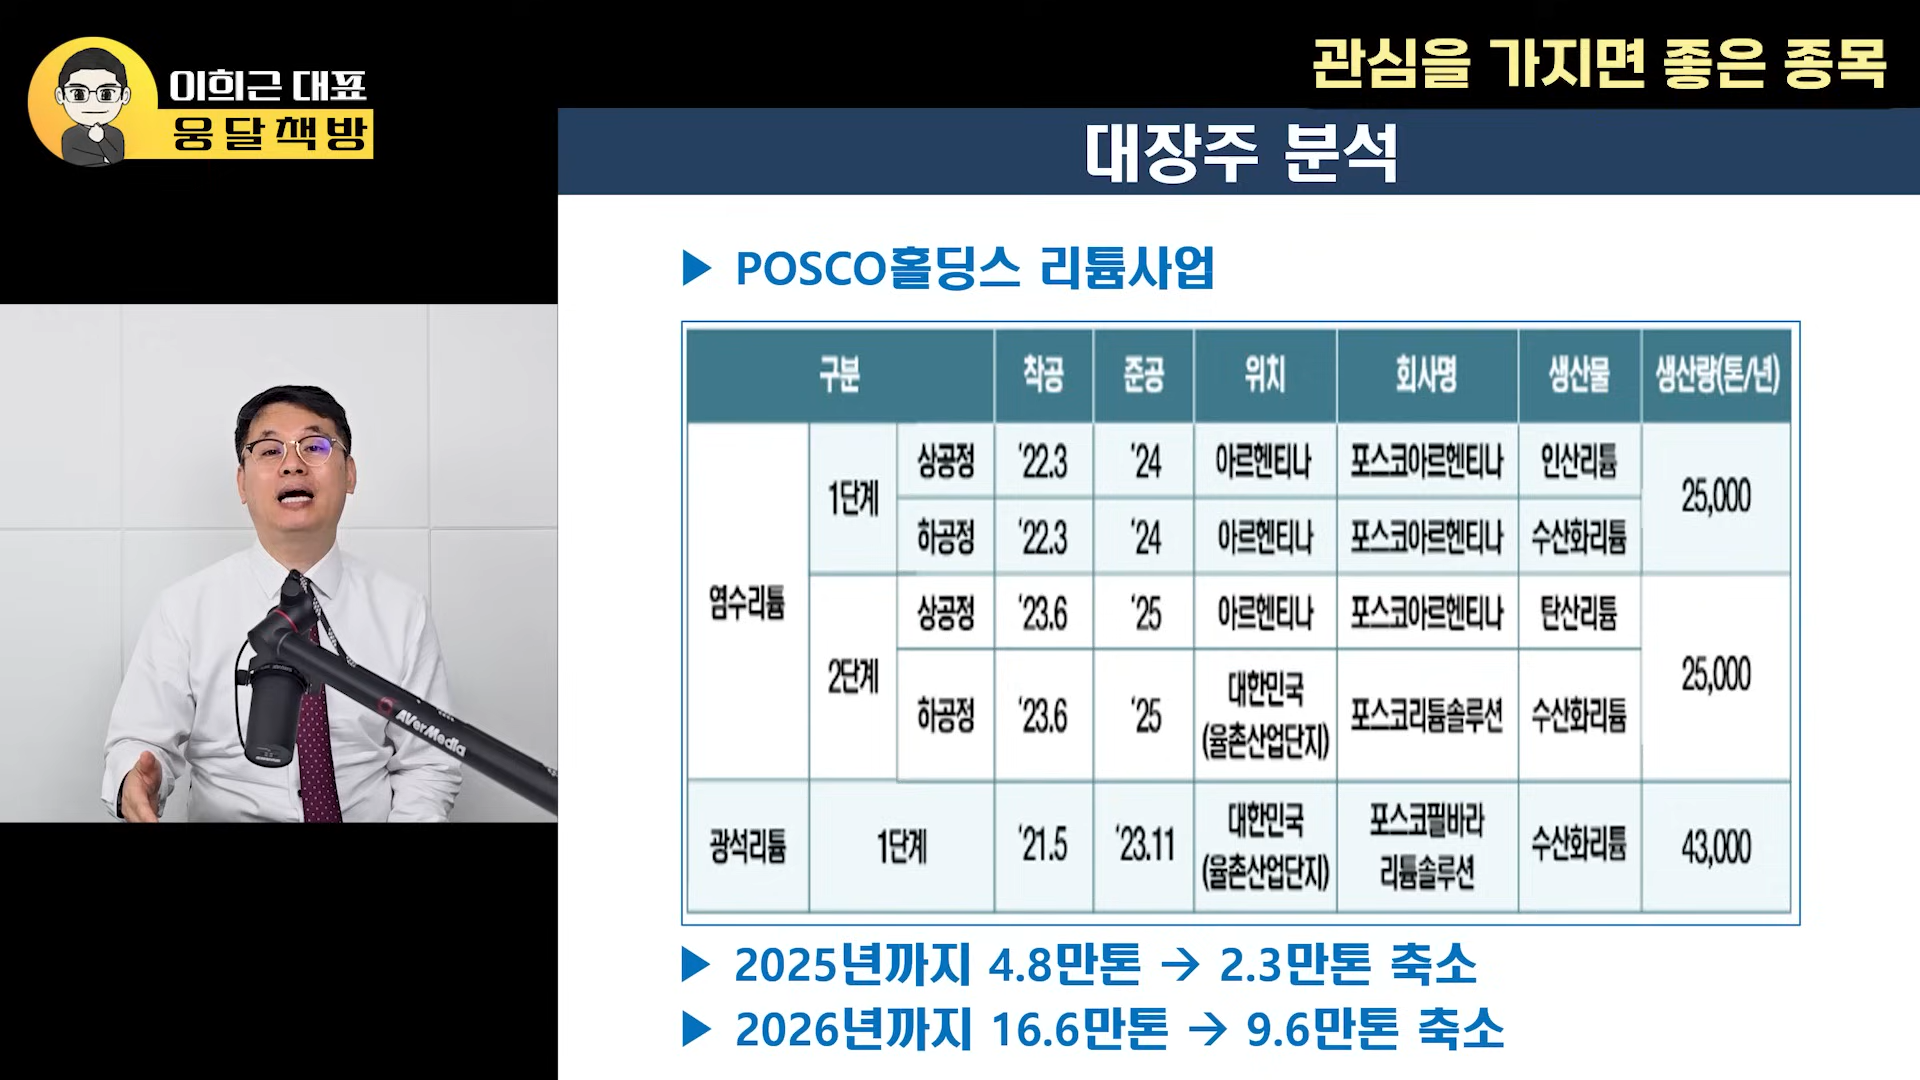 이희근 대표
웅달책방
관심을 가지면 좋은 종목
대장주 분석
▶ POSCO홀딩스 리튬사업
구분 착공 준공 위치 회사명 생산물 생산량(톤/년)
염수리튬 1단계 상공정 '22.3 '24 아르헨티나 포스코아르헨티나 인산리튬 25,000
하공정 '22.3 '24 아르헨티나 포스코아르헨티나 수산화리튬
2단계 상공정 '23.6 '25 아르헨티나 포스코아르헨티나 탄산리튬 25,000
하공정 '23.6 '25 대한민국 (율촌산업단지) 포스코리튬솔루션 수산화리튬
광석리튬 1단계 '21.5 '23.11 대한민국 (율촌산업단지) 포스코필바라 리튬솔루션 수산화리튬 43,000
▶ 2025년까지 4.8만톤 → 2.3만톤 축소
▶ 2026년까지 16.6만톤 → 9.6만톤 축소
AVerMedia